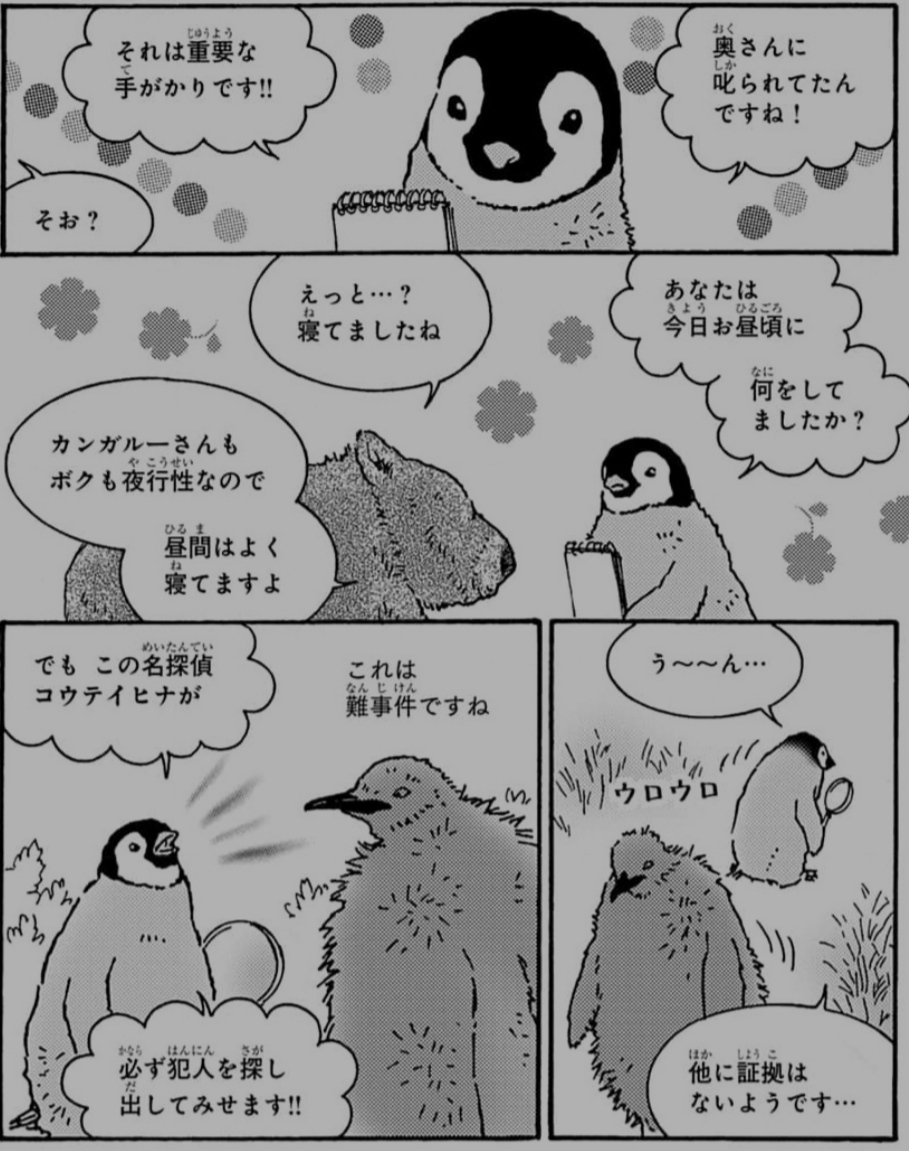 奥さんに
叱られてたん
ですね！
それは重要な
手がかりです!!
そお？
あなたは
今日お昼頃に
何をして
ましたか？
えっと…？
寝てましたね
カンガルーさんも
ボクも夜行性なので
昼間はよく
寝てますよ
う〜〜ん…
ウロウロ
他に証拠は
ないようです…
これは
難事件ですね
でも この名探偵
コウテイヒナが
必ず犯人を探し
出してみせます!!